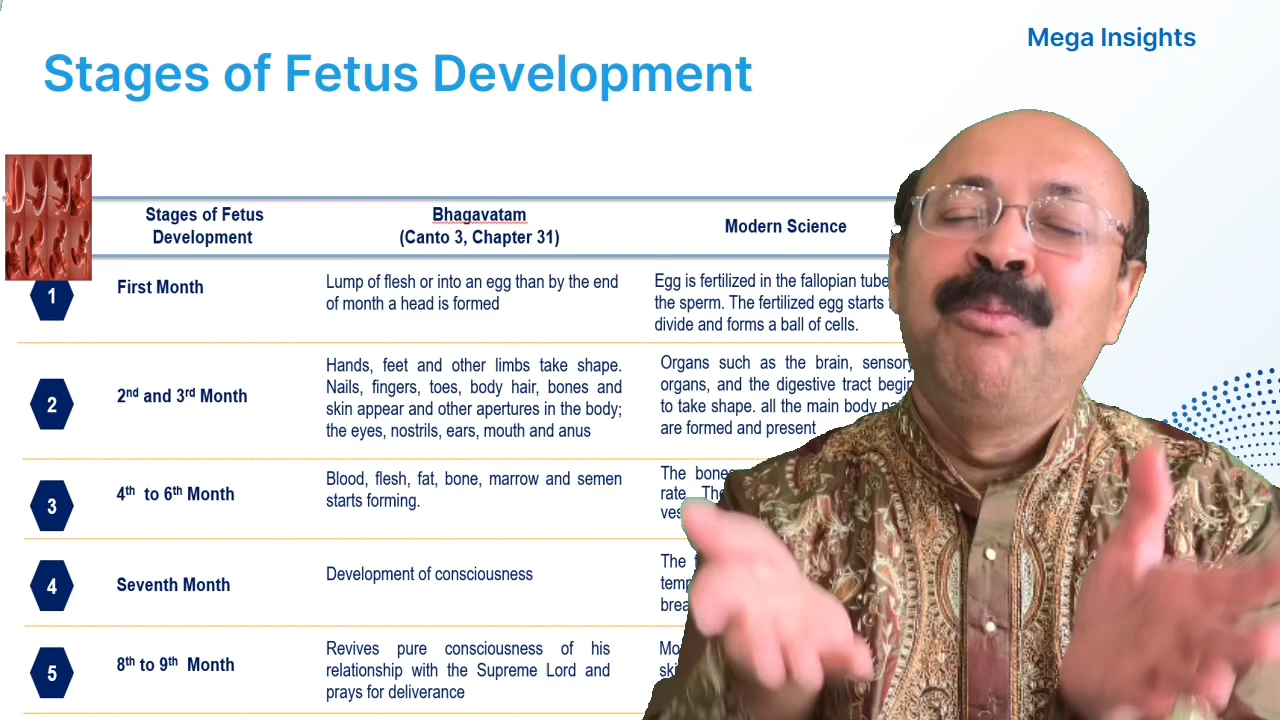 Mega Insights
Stages of Fetus Development
Stages of Fetus
Development
Bhagavatam
(Canto 3, Chapter 31)
Modern Science
1
First Month
Lump of flesh or into an egg than by the end
of month a head is formed
Egg is fertilized in the fallopian tube
the sperm. The fertilized egg starts
divide and forms a ball of cells.
2
2nd and 3rd Month
Hands, feet and other limbs take shape.
Nails, fingers, toes, body hair, bones and
skin appear and other apertures in the body;
the eyes, nostrils, ears, mouth and anus
Organs such as the brain, sensory
organs, and the digestive tract begin
to take shape. all the main body
are formed and present
3
4th to 6th Month
Blood, flesh, fat, bone, marrow and semen
starts forming.
The bones
rate The
4
Seventh Month
Development of consciousness
The
5
8th to 9th Month
Revives pure consciousness of his
relationship with the Supreme Lord and
prays for deliverance